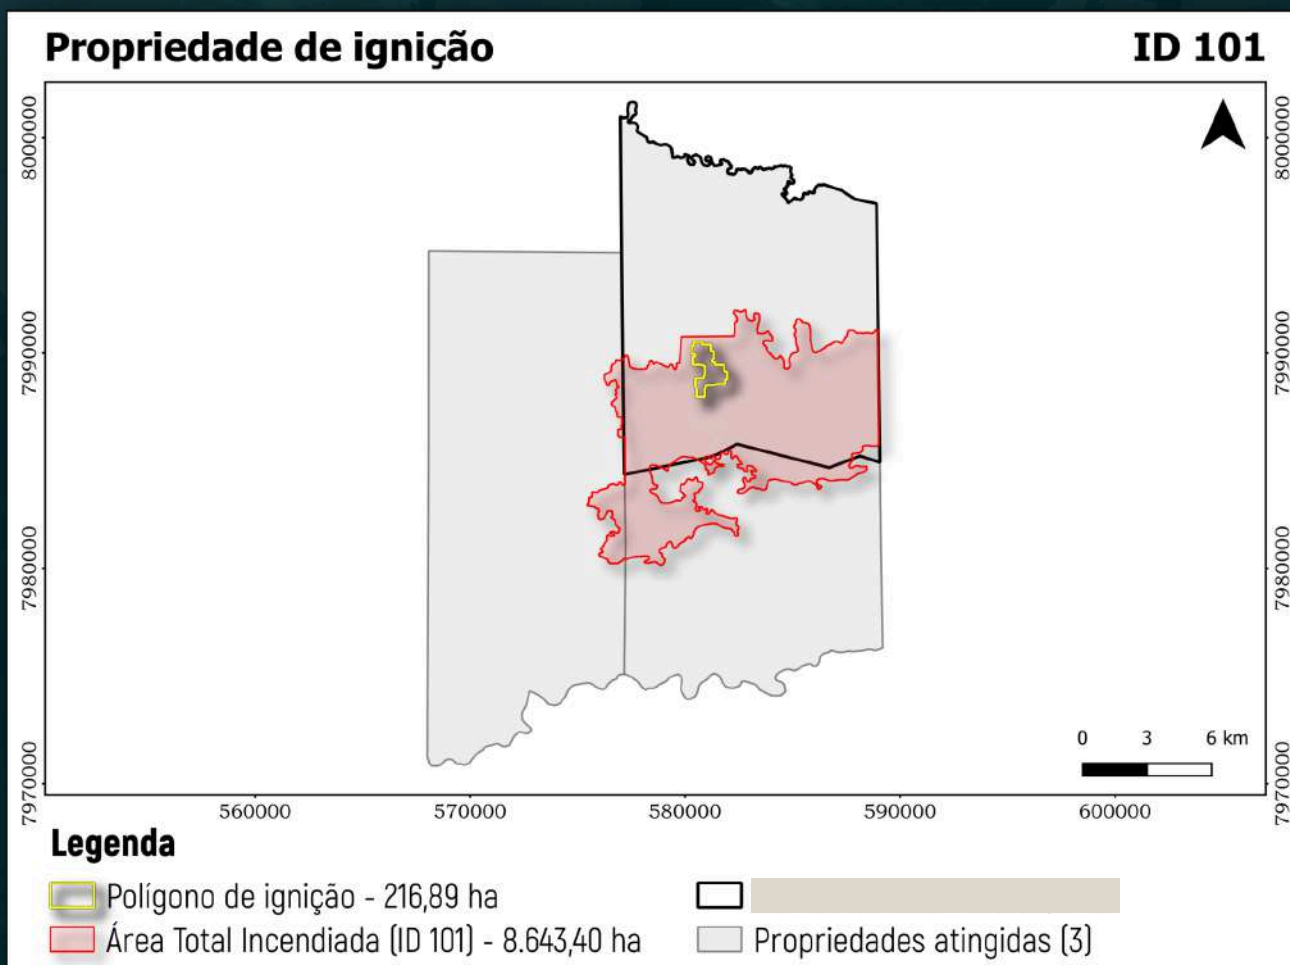 Propriedade de ignição
ID 101
8000000
8000000
7990000
7990000
7980000
7980000
7970000
7970000
0 3 6 km
560000 570000 580000 590000 600000
Legenda
Polígono de ignição - 216,89 ha
Área Total Incendiada (ID 101) - 8.643,40 ha
Propriedades atingidas (3)